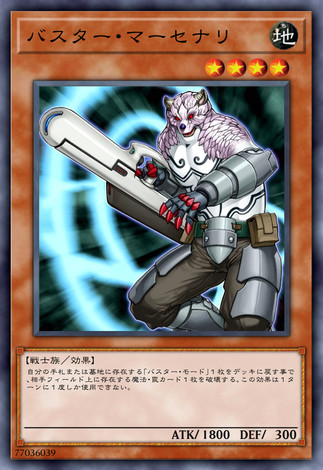 バスター・マーセナリ
地
【戦士族／効果】
自分の手札または墓地に存在する「バスター・モード」１枚をデッキに戻す事で、
相手フィールド上に存在する魔法・罠カード１枚を破壊する。この効果は１タ
ーンに１度しか使用できない。
ATK/ 1800 DEF/ 300
77036039